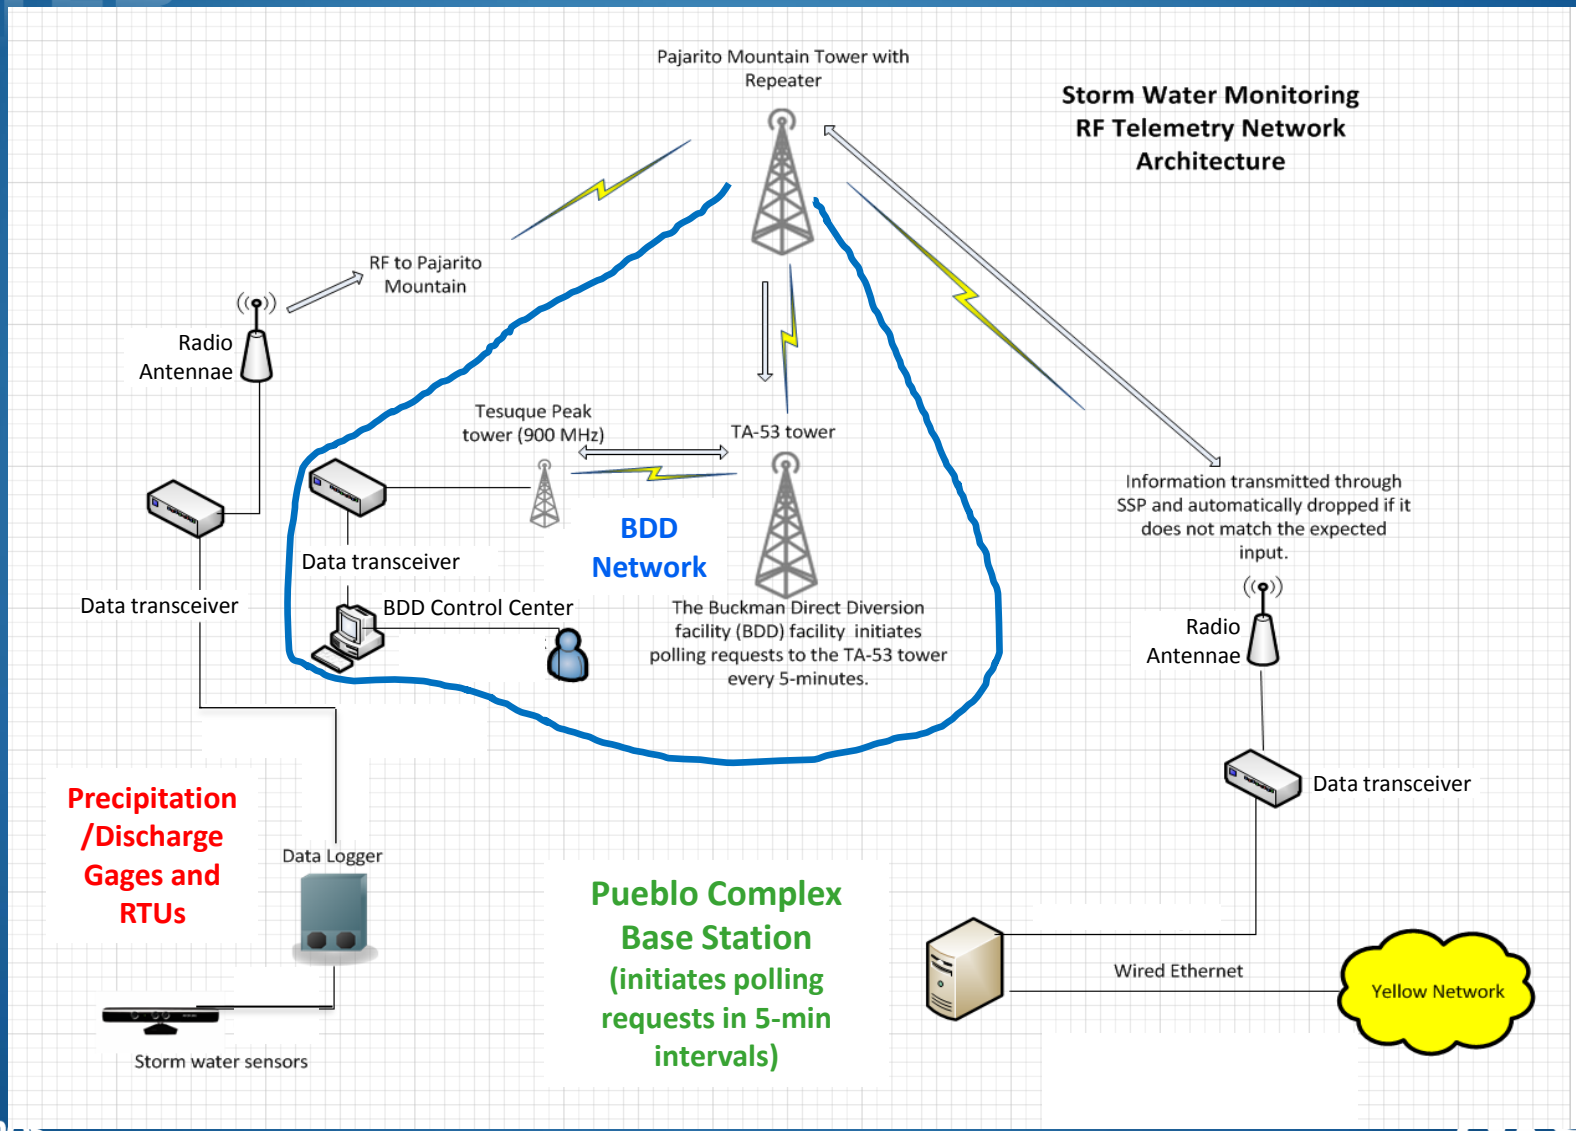 Pajarito Mountain Tower with
Repeater
Storm Water Monitoring
RF Telemetry Network
Architecture
RF to Pajarito
Mountain
Radio
Antennae
Tesuque Peak
tower (900 MHz)
TA-53 tower
Information transmitted through
SSP and automatically dropped if it
does not match the expected
input.
BDD
Network
Data transceiver
Data transceiver
BDD Control Center
The Buckman Direct Diversion
facility (BDD) facility initiates
polling requests to the TA-53 tower
every 5-minutes.
Radio
Antennae
Data transceiver
Precipitation
/Discharge
Gages and
RTUs
Data Logger
Pueblo Complex
Base Station
(initiates polling
requests in 5-min
intervals)
Wired Ethernet
Yellow Network
Storm water sensors